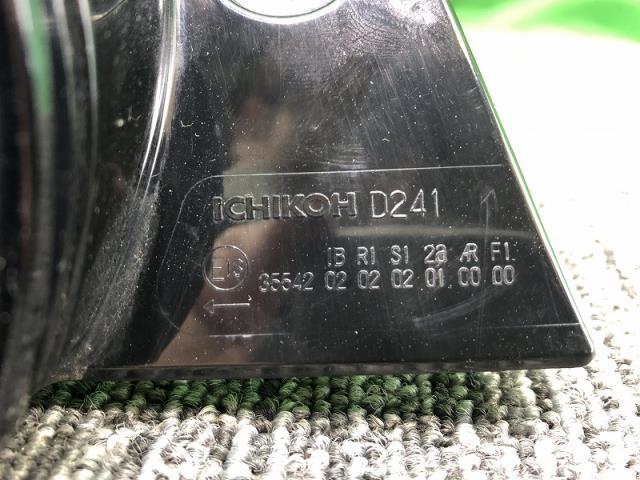 ICHIKOH D241
IB R1 S1 2a AR F1
E13 35542 02 02 02 01 00 00